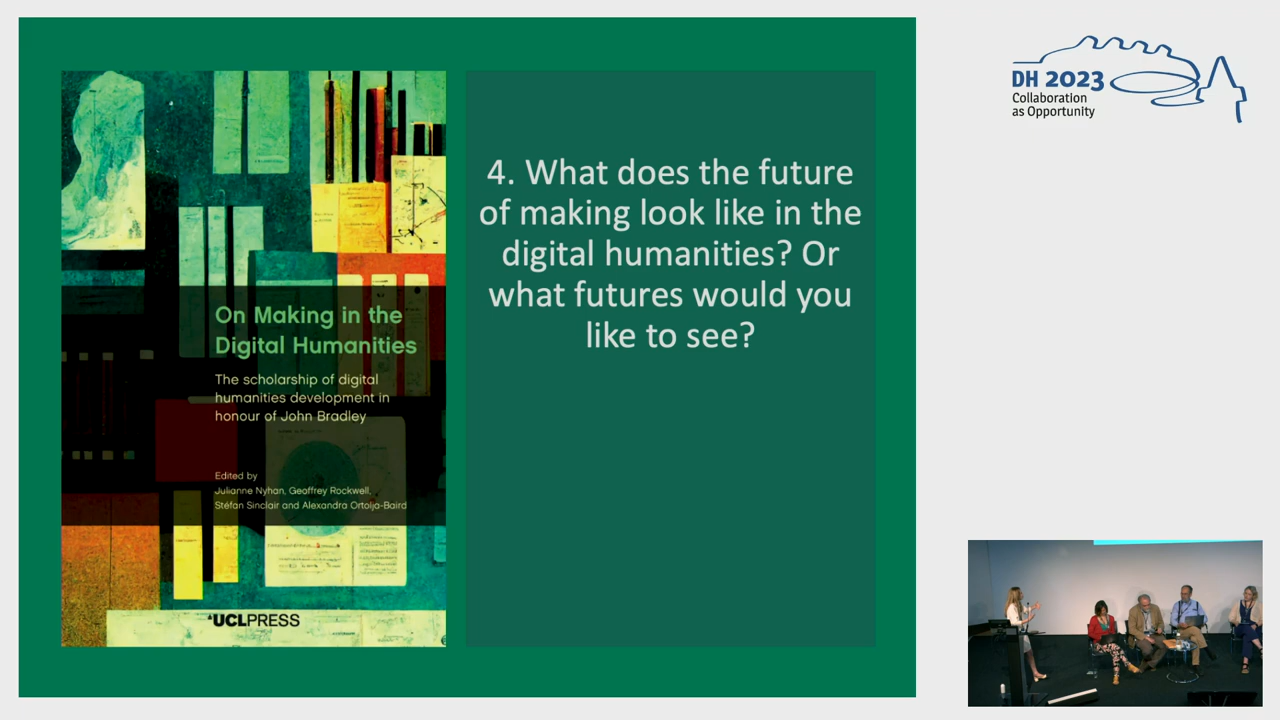 On Making in the
Digital Humanities
The scholarship of digital
humanities development in
honour of John Bradley
Edited by
Julianne Nyhan, Geoffrey Rockwell,
Stéfan Sinclair and Alexandra Ortolja-Baird
UCLPRESS
4. What does the future
of making look like in the
digital humanities? Or
what futures would you
like to see?
DH 2023
Collaboration
as Opportunity